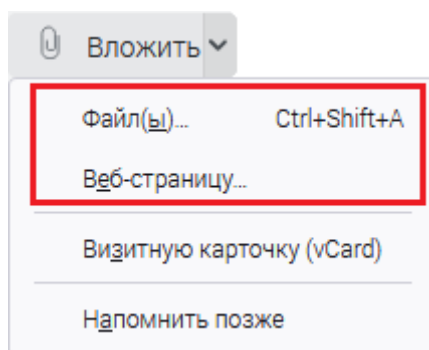 Вложить
Файл(ы)... Ctrl+Shift+A
Веб-страницу...
Визитную карточку (vCard)
Напомнить позже